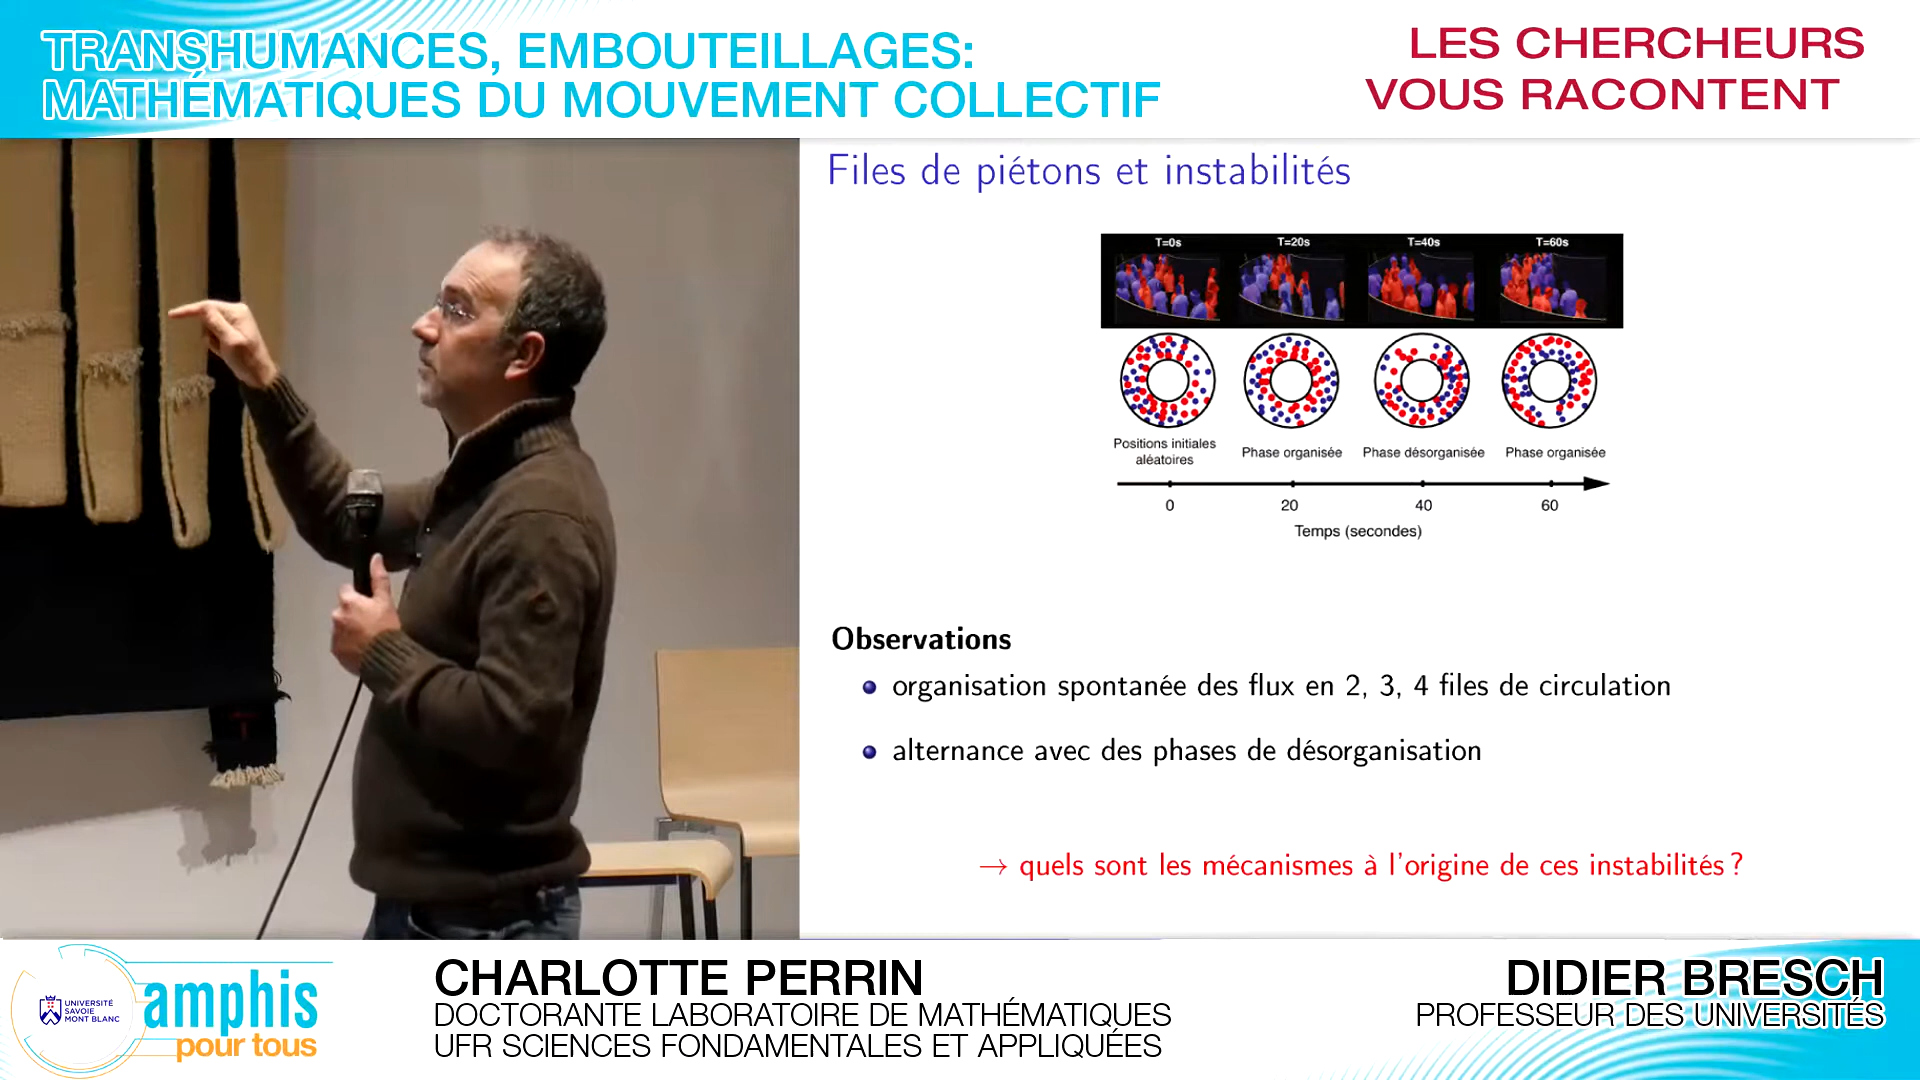 TRANSHUMANCES, EMBOUTEILLAGES:
MATHÉMATIQUES DU MOUVEMENT COLLECTIF
LES CHERCHEURS
VOUS RACONTENT
Files de piétons et instabilités
T=0s T=20s T=40s T=60s
Positions initiales
aléatoires
Phase organisée
Phase désorganisée
Phase organisée
0 20 40 60
Temps (secondes)
Observations
organisation spontanée des flux en 2, 3, 4 files de circulation
alternance avec des phases de désorganisation
→ quels sont les mécanismes à l'origine de ces instabilités ?
UNIVERSITÉ
SAVOIE
MONT BLANC
amphis
pour tous
CHARLOTTE PERRIN
DOCTORANTE LABORATOIRE DE MATHÉMATIQUES
UFR SCIENCES FONDAMENTALES ET APPLIQUÉES
DIDIER BRESCH
PROFESSEUR DES UNIVERSITÉS